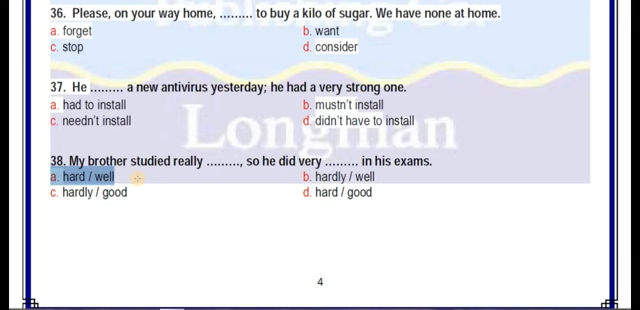 Publishing Co.
36. Please, on your way home, ......... to buy a kilo of sugar. We have none at home.
a. forget b. want
c. stop d. consider
37. He ......... a new antivirus yesterday; he had a very strong one.
a. had to install b. mustn't install
c. needn't install d. didn't have to install
Longman
38. My brother studied really ........., so he did very ......... in his exams.
a. hard / well b. hardly / well
c. hardly / good d. hard / good
4